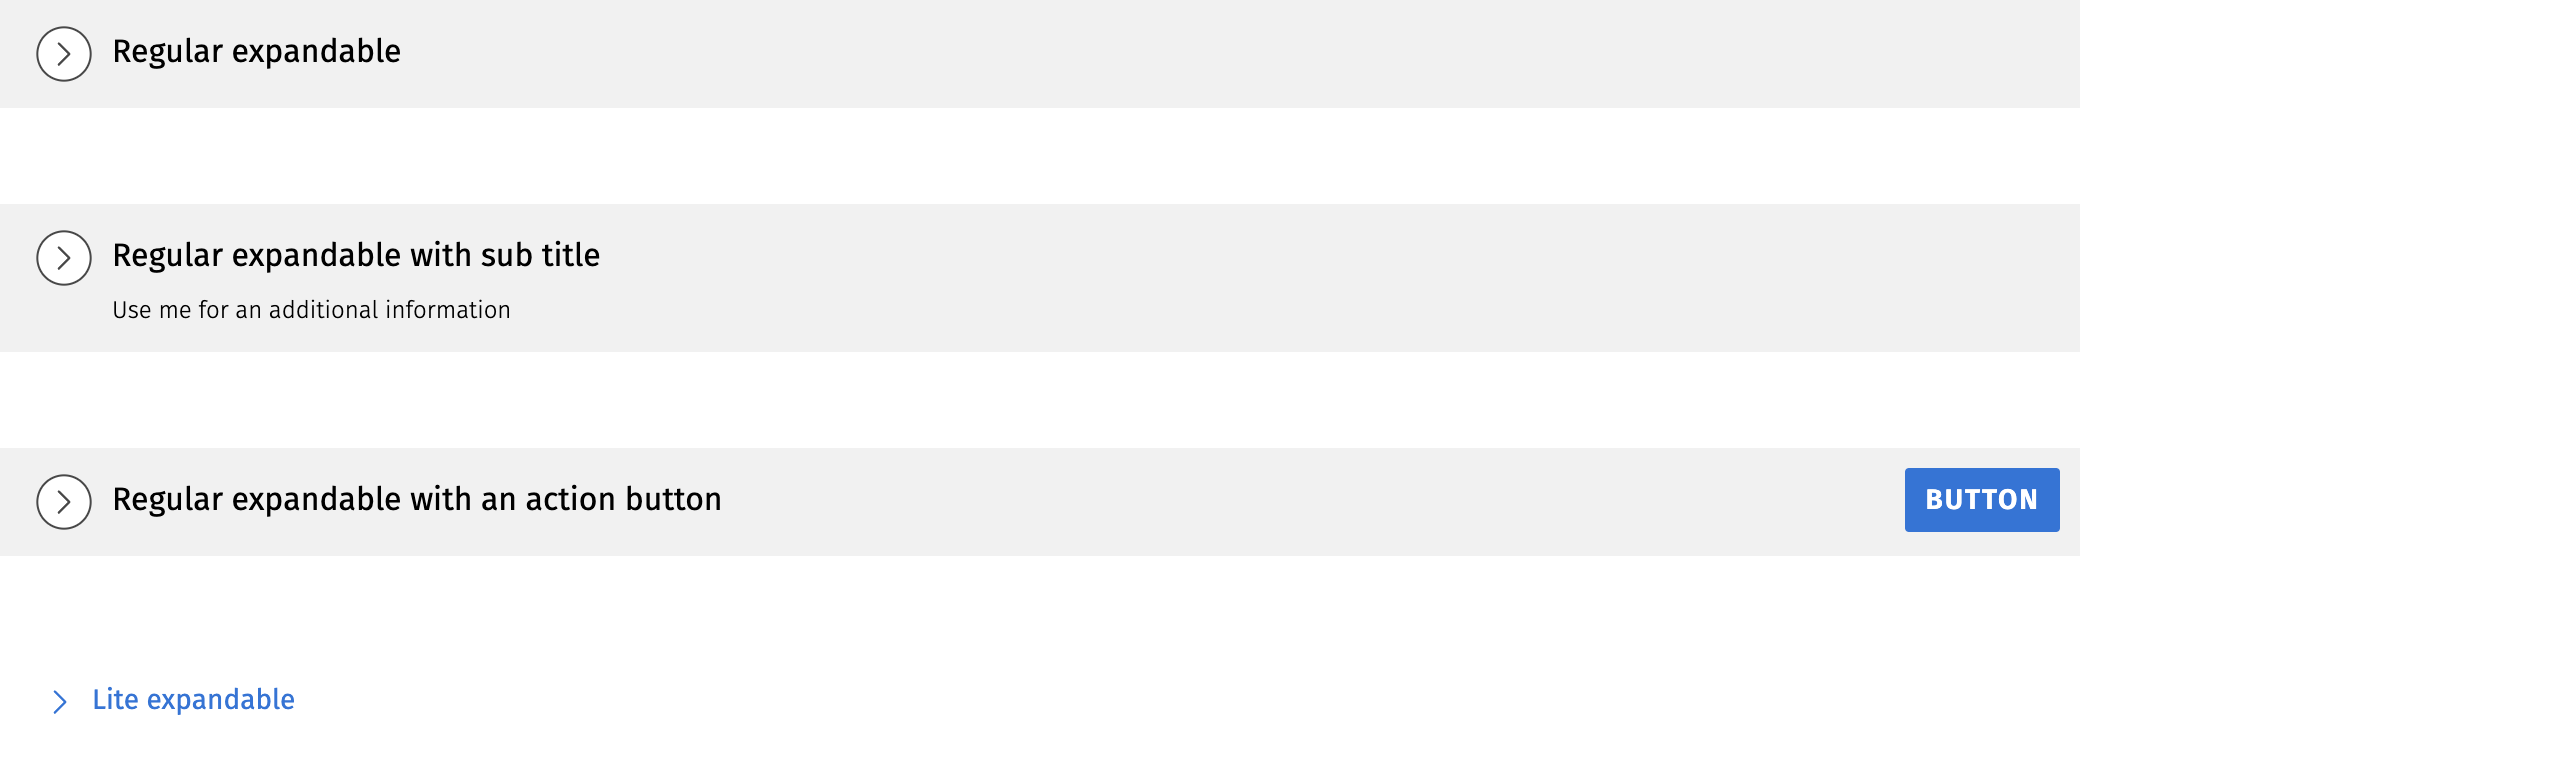 Regular expandable
Regular expandable with sub title
Use me for an additional information
Regular expandable with an action button
BUTTON
Lite expandable